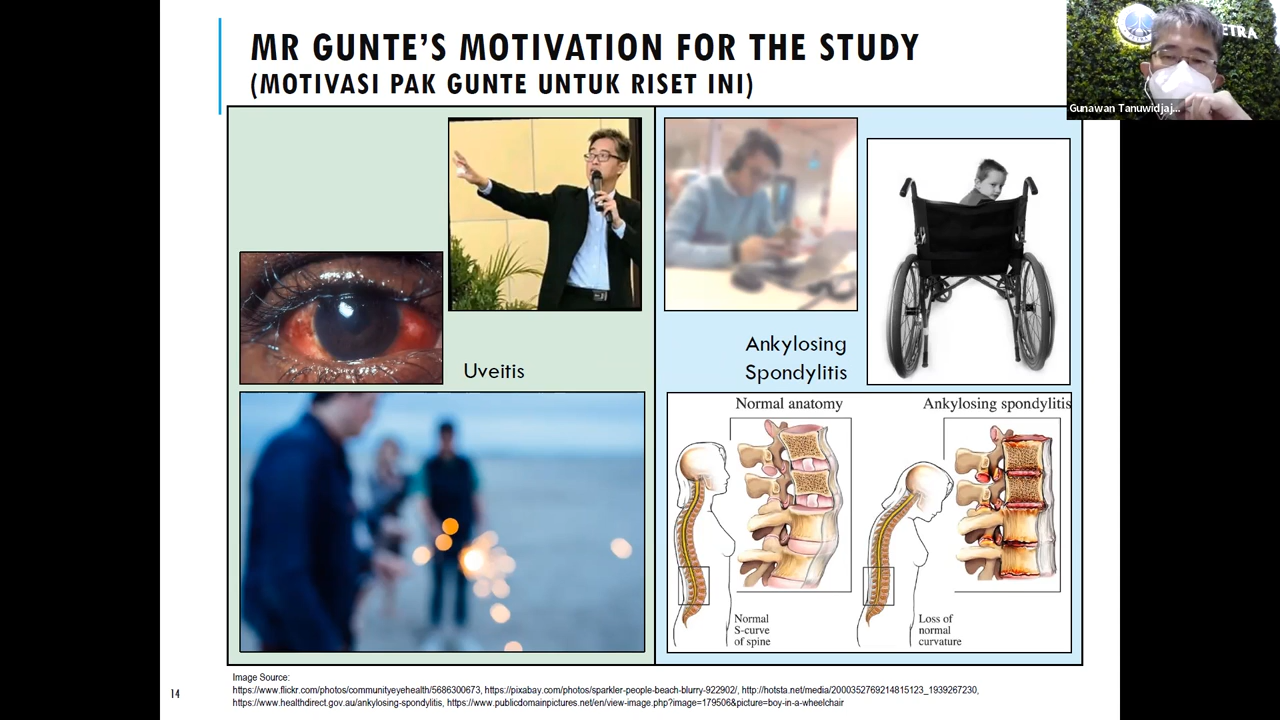 MR GUNTE'S MOTIVATION FOR THE STUDY
(MOTIVASI PAK GUNTE UNTUK RISET INI)
ETRA
Gunawan Tanuwidjaj...
Uveitis
Ankylosing
Spondylitis
Normal anatomy
Ankylosing spondylitis
Normal
S-curve
of spine
Loss of
normal
curvature
Image Source:
https://www.flickr.com/photos/communityeyehealth/5686300673, https://pixabay.com/photos/sparkler-people-beach-blurry-922902/, http://hotsta.net/media/2000352769214815123_1939267230,
https://www.healthdirect.gov.au/ankylosing-spondylitis, https://www.publicdomainpictures.net/en/view-image.php?image=179506&picture=boy-in-a-wheelchair
14